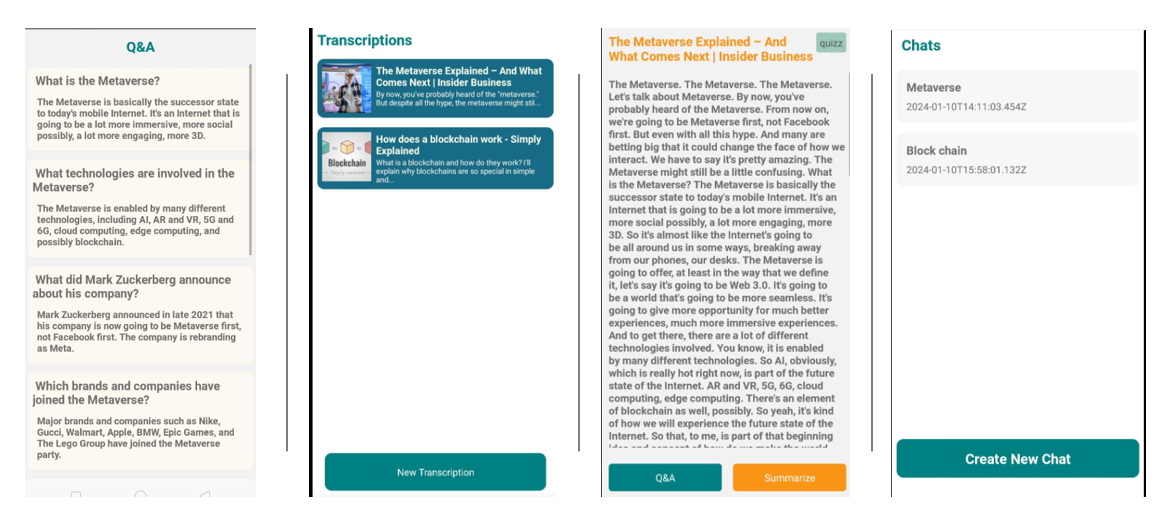 Q&A
What is the Metaverse?
The Metaverse is basically the successor state
to today's mobile Internet. It's an Internet that is
going to be a lot more immersive, more social
possibly, a lot more engaging, more 3D.
What technologies are involved in the
Metaverse?
The Metaverse is enabled by many different
technologies, including AI, AR and VR, 5G and
6G, cloud computing, edge computing, and
possibly blockchain.
What did Mark Zuckerberg announce
about his company?
Mark Zuckerberg announced in late 2021 that
his company is now going to be Metaverse first,
not Facebook first. The company is rebranding
as Meta.
Which brands and companies have
joined the Metaverse?
Major brands and companies such as Nike,
Gucci, Walmart, Apple, BMW, Epic Games, and
The Lego Group have joined the Metaverse
party.
Transcriptions
The Metaverse Explained – And What
Comes Next | Insider Business
By now, you've probably heard of the "metaverse."
But despite all the hype, the metaverse might stil...
Blockchain
How does a blockchain work - Simply
Explained
What is a blockchain and how do they work? I'll
explain why blockchains are so special in simple
and...
New Transcription
The Metaverse Explained – And
What Comes Next | Insider Business
quizz
The Metaverse. The Metaverse. The Metaverse.
Let's talk about Metaverse. By now, you've
probably heard of the Metaverse. From now on,
we're going to be Metaverse first, not Facebook
first. But even with all this hype. And many are
betting big that it could change the face of how we
interact. We have to say it's pretty amazing. The
Metaverse might still be a little confusing. What
is the Metaverse? The Metaverse is basically the
successor state to today's mobile Internet. It's an
Internet that is going to be a lot more immersive,
more social possibly, a lot more engaging, more
3D. So it's almost like the Internet's going to
be all around us in some ways, breaking away
from our phones, our desks. The Metaverse is
going to offer, at least in the way that we define
it, let's say it's going to be Web 3.0. It's going to
be a world that's going to be more seamless. It's
going to give more opportunity for much better
experiences, much more immersive experiences.
And to get there, there are a lot of different
technologies involved. You know, it is enabled
by many different technologies. So AI, obviously,
which is really hot right now, is part of the future
state of the Internet. AR and VR, 5G, 6G, cloud
computing, edge computing. There's an element
of blockchain as well, possibly. So yeah, it's kind
of how we will experience the future state of the
Internet. So that, to me, is part of that beginning
Q&A
Summarize
Chats
Metaverse
2024-01-10T14:11:03.454Z
Block chain
2024-01-10T15:58:01.132Z
Create New Chat